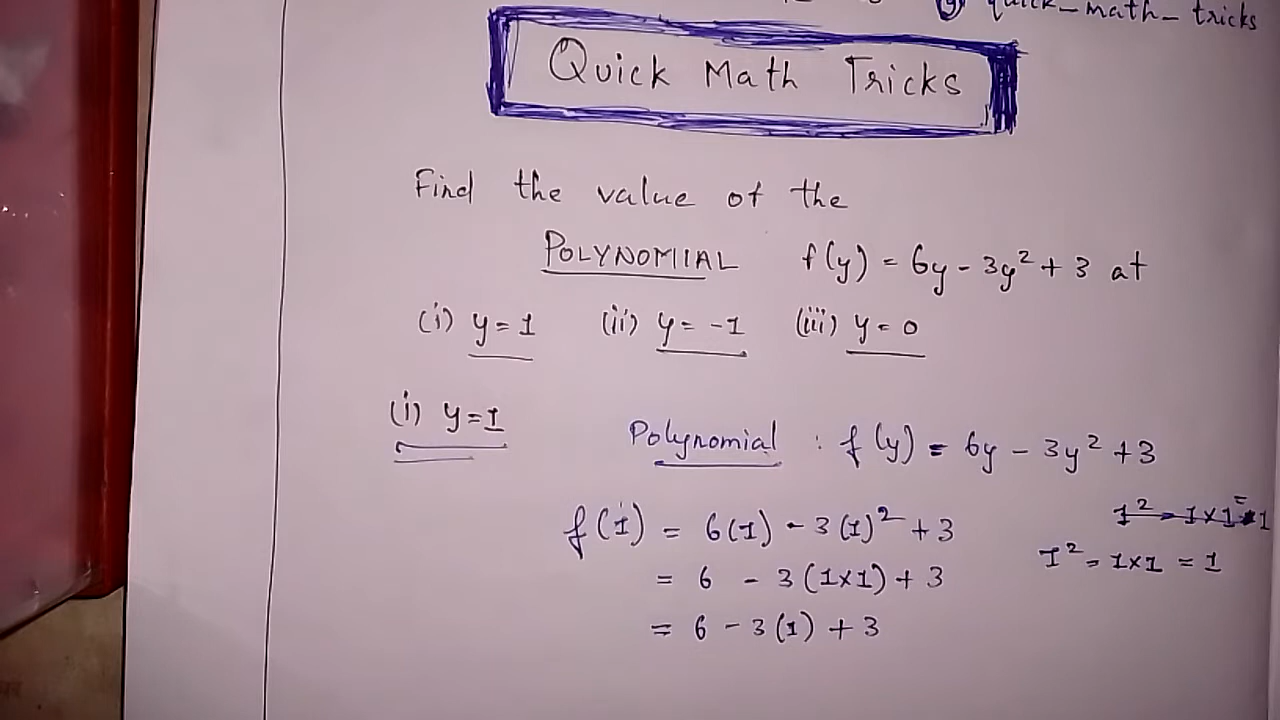 quick_math_tricks
Quick Math Tricks
Find the value of the
POLYNOMIAL f(y) = 6y - 3y² + 3 at
(i) y = 1 (ii) y = -1 (iii) y = 0
(i) y = 1
Polynomial : f(y) = 6y - 3y² + 3
f(1) = 6(1) - 3(1)² + 3
= 6 - 3(1×1) + 3
1² = 1×1 = 1
= 6 - 3(1) + 3